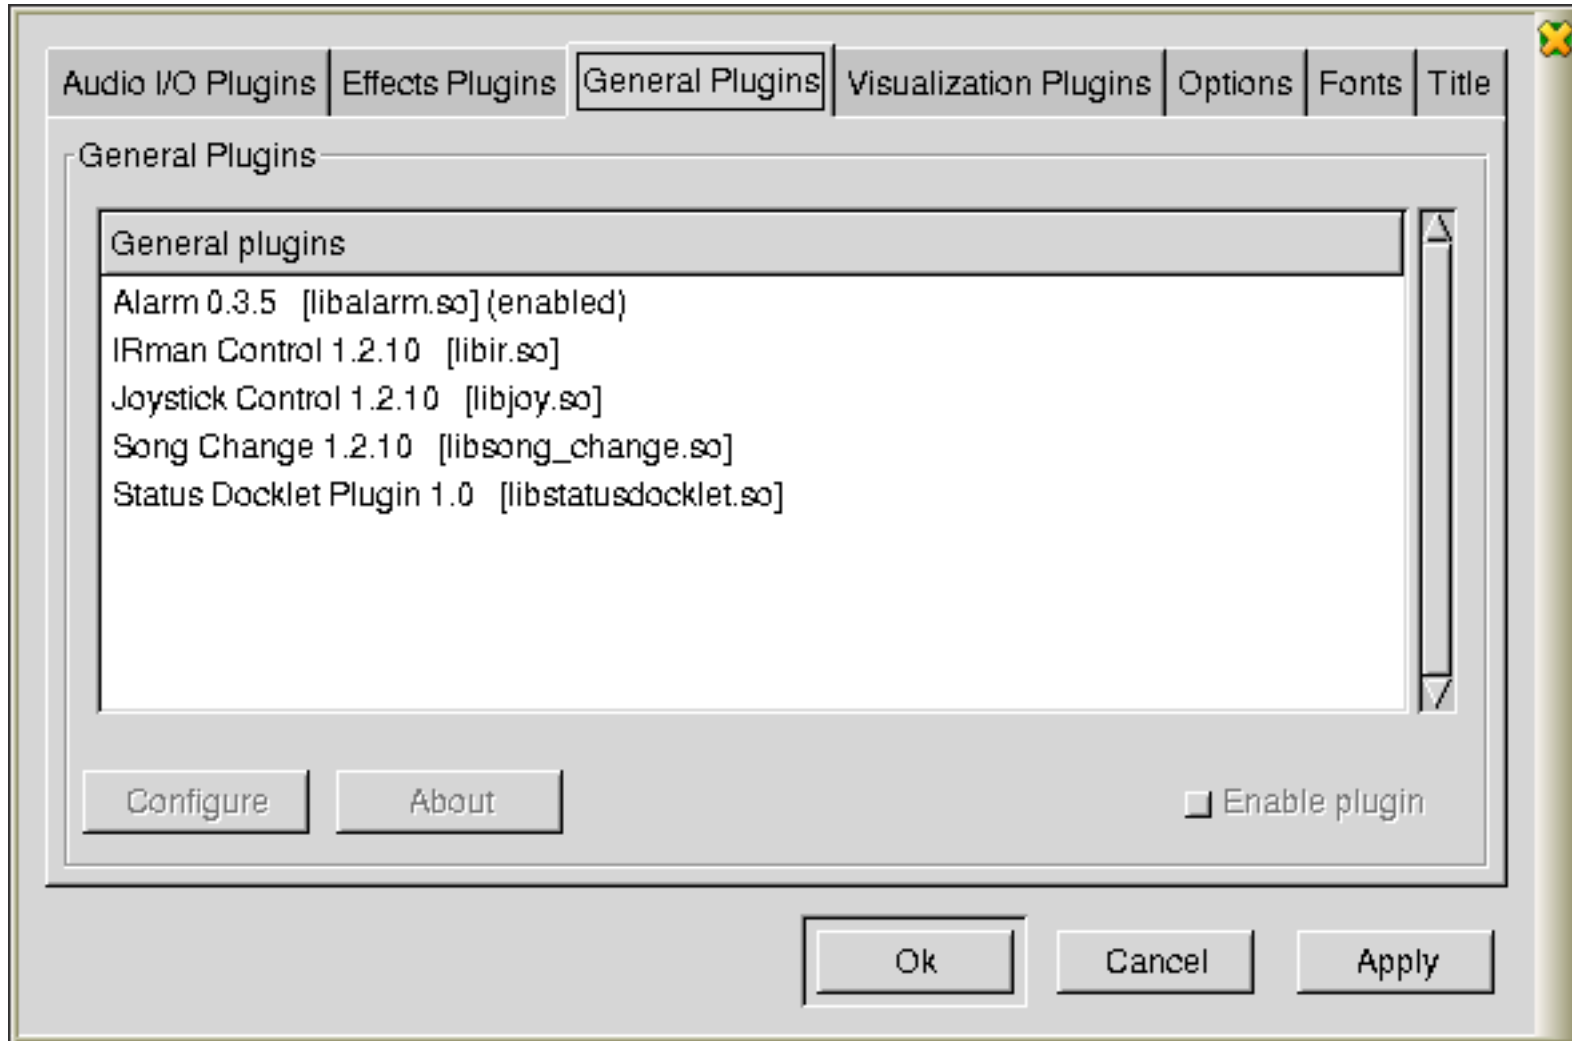 Audio I/O Plugins Effects Plugins General Plugins Visualization Plugins Options Fonts Title
General Plugins
General plugins
Alarm 0.3.5 [libalarm.so] (enabled)
IRman Control 1.2.10 [libir.so]
Joystick Control 1.2.10 [libjoy.so]
Song Change 1.2.10 [libsong_change.so]
Status Docklet Plugin 1.0 [libstatusdocklet.so]
Configure About Enable plugin
Ok Cancel Apply